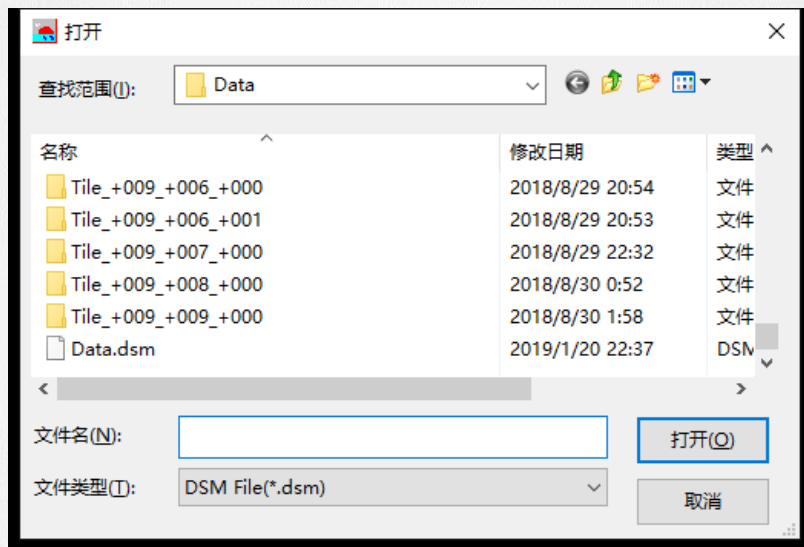 打开
查找范围(I): Data
名称 修改日期 类型
Tile_+009_+006_+000 2018/8/29 20:54 文件
Tile_+009_+006_+001 2018/8/29 20:53 文件
Tile_+009_+007_+000 2018/8/29 22:32 文件
Tile_+009_+008_+000 2018/8/30 0:52 文件
Tile_+009_+009_+000 2018/8/30 1:58 文件
Data.dsm 2019/1/20 22:37 DSM
文件名(N): 打开(O)
文件类型(T): DSM File(*.dsm)
取消